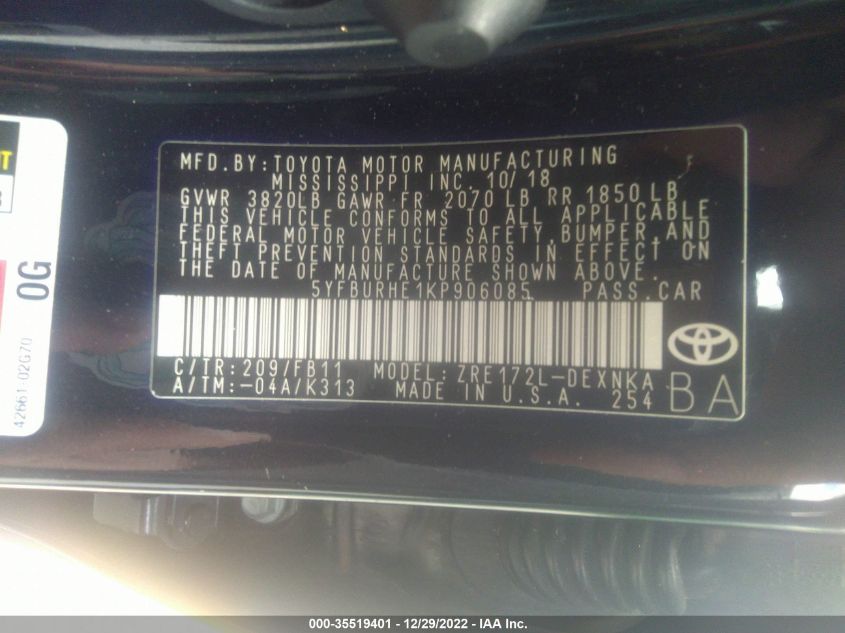 MFD.BY:TOYOTA MOTOR MANUFACTURING
MISSISSIPPI INC. 10/18
GVWR 3820LB GAWR FR 2070 LB RR 1850 LB
THIS VEHICLE CONFORMS TO ALL APPLICABLE
FEDERAL MOTOR VEHICLE SAFETY,BUMPER,AND
THEFT PREVENTION STANDARDS IN EFFECT ON
THE DATE OF MANUFACTURE SHOWN ABOVE.
5YFBURHE1KP906085 PASS.CAR
C/TR:209/FB11 MODEL:ZRE172L-DEXNKA
A/TM:-04A/K313 MADE IN U.S.A. 254
BA
0G
42661-02G70
000-35519401 - 12/29/2022 - IAA Inc.